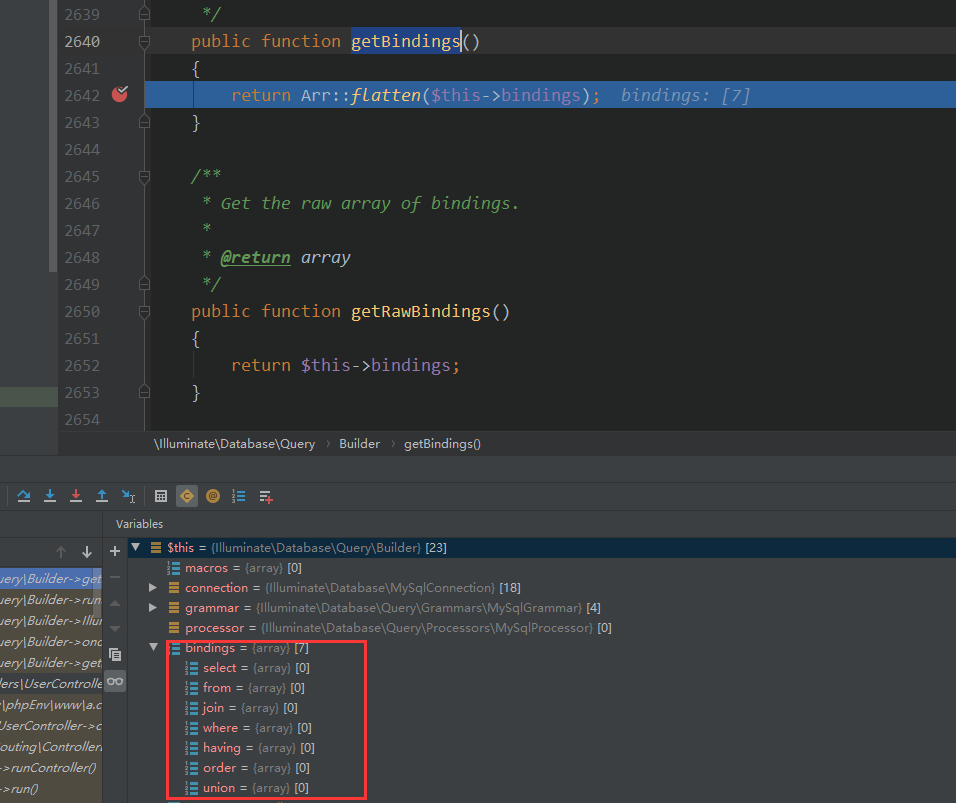 2639 */
2640 public function getBindings()
2641 {
2642 return Arr::flatten($this->bindings); bindings: [7]
2643 }
2644
2645 /**
2646 * Get the raw array of bindings.
2647 *
2648 * @return array
2649 */
2650 public function getRawBindings()
2651 {
2652 return $this->bindings;
2653 }
2654
\Illuminate\Database\Query › Builder › getBindings()
Variables
$this = {Illuminate\Database\Query\Builder} [23]
macros = {array} [0]
connection = {Illuminate\Database\MySqlConnection} [18]
grammar = {Illuminate\Database\Query\Grammars\MySqlGrammar} [4]
processor = {Illuminate\Database\Query\Processors\MySqlProcessor} [0]
bindings = {array} [7]
select = {array} [0]
from = {array} [0]
join = {array} [0]
where = {array} [0]
having = {array} [0]
order = {array} [0]
union = {array} [0]
uery\Builder->get
uery\Builder->run
uery\Builder->Illur
uery\Builder->onc
uery\Builder->get
lers\UserControlle
\phpEnv\www\a.c
UserController->c
outing\Controllerl
->runController()
->run()